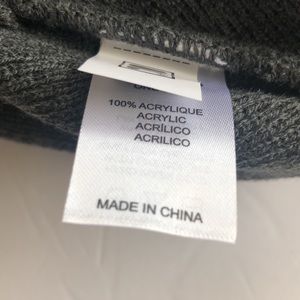 100% ACRYLIQUE
ACRYLIC
ACRÍLICO
ACRILICO
MADE IN CHINA